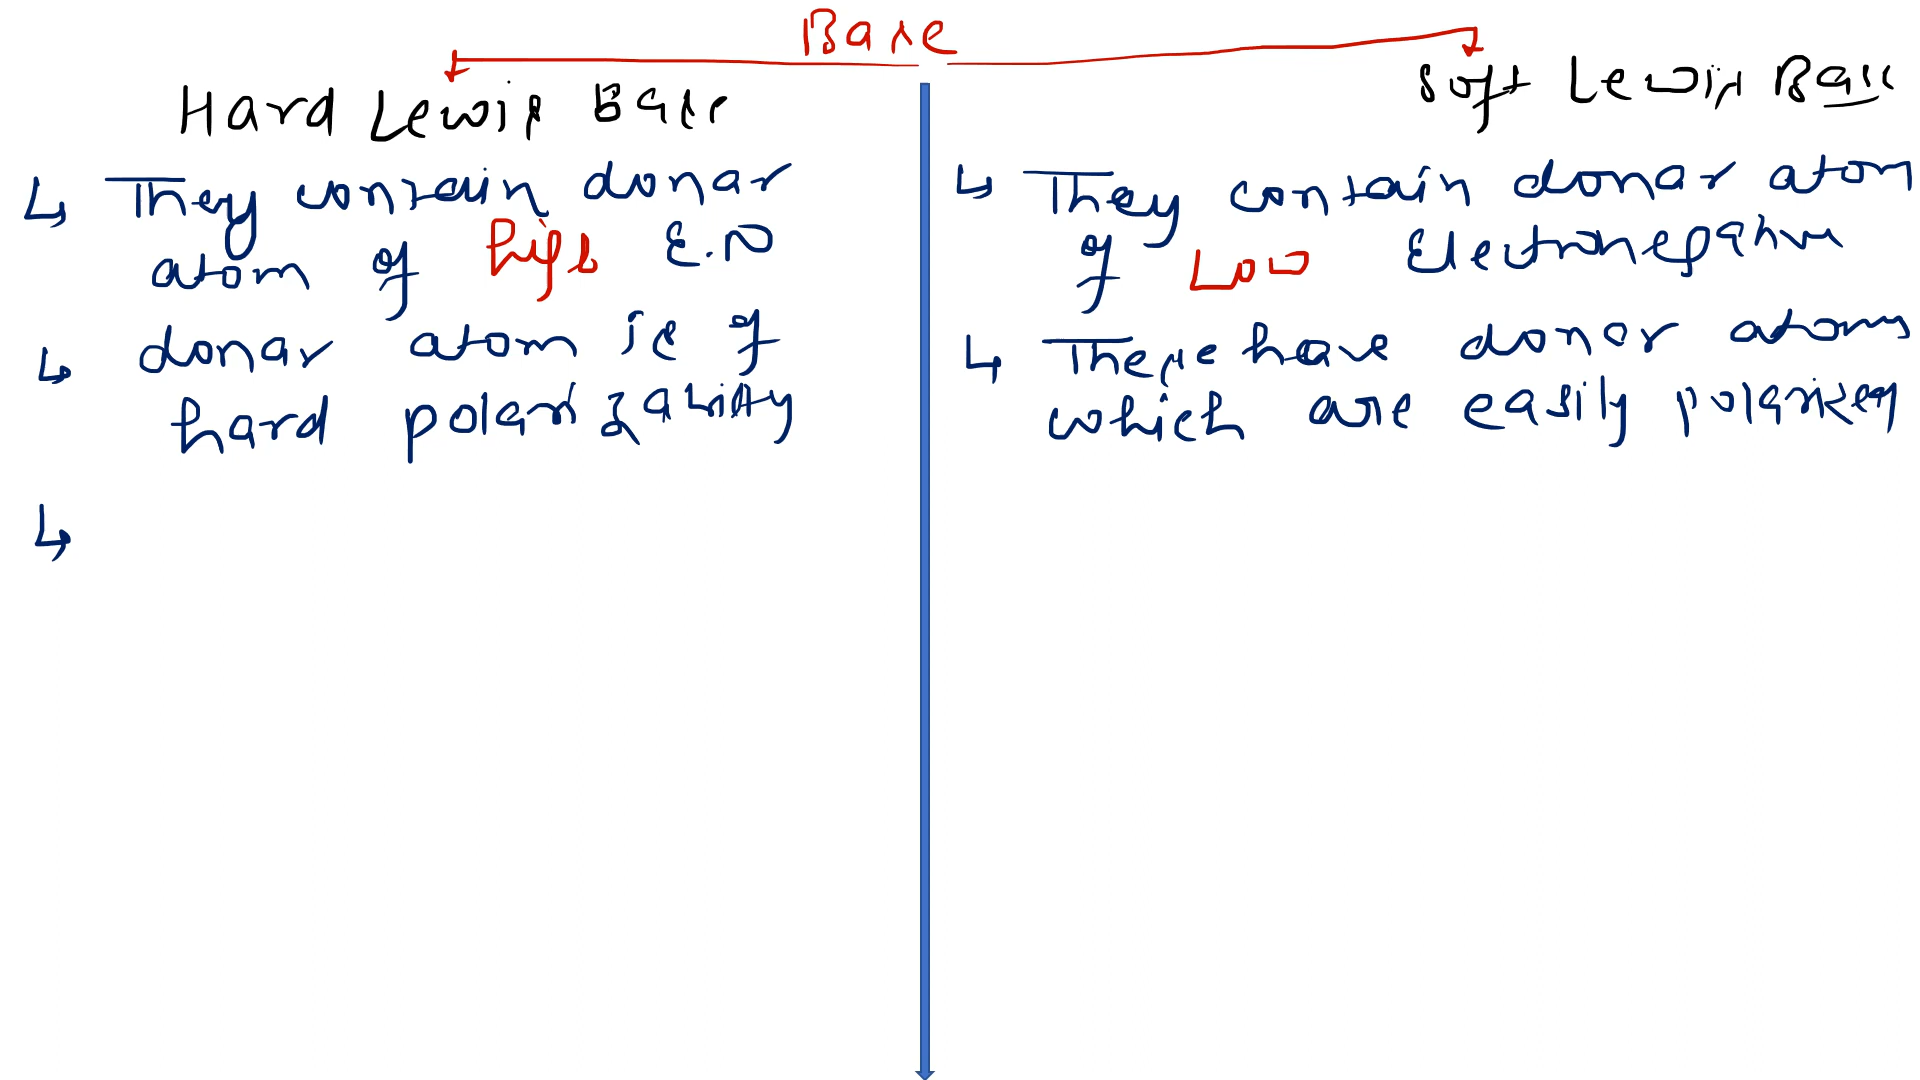 Base
Hard Lewis Base
They contain donar
atom of high E.N
donar atom is of
hard polarizability
Soft Lewis Base
They contain donar atom
of Low Electronegative
These have donor atoms
which are easily polarized